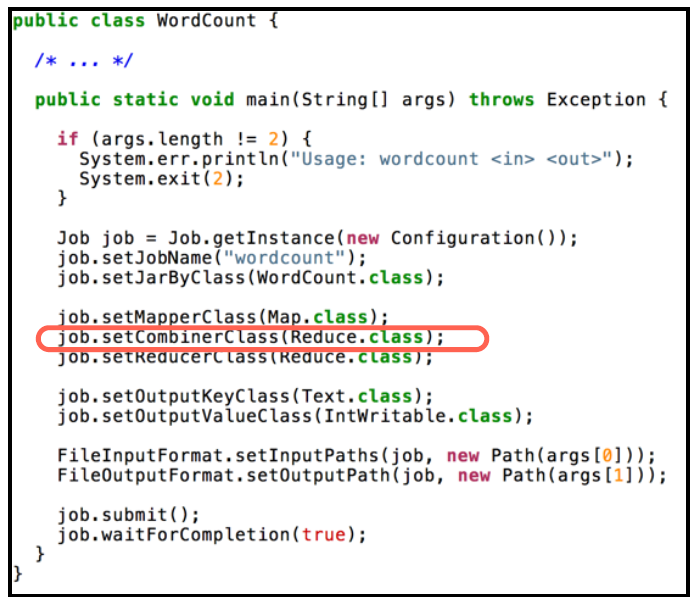 public class WordCount {
/* ... */
public static void main(String[] args) throws Exception {
if (args.length != 2) {
System.err.println("Usage: wordcount <in> <out>");
System.exit(2);
}
Job job = Job.getInstance(new Configuration());
job.setJobName("wordcount");
job.setJarByClass(WordCount.class);
job.setMapperClass(Map.class);
job.setCombinerClass(Reduce.class);
job.setReducerClass(Reduce.class);
job.setOutputKeyClass(Text.class);
job.setOutputValueClass(IntWritable.class);
FileInputFormat.setInputPaths(job, new Path(args[0]));
FileOutputFormat.setOutputPath(job, new Path(args[1]));
job.submit();
job.waitForCompletion(true);
}
}